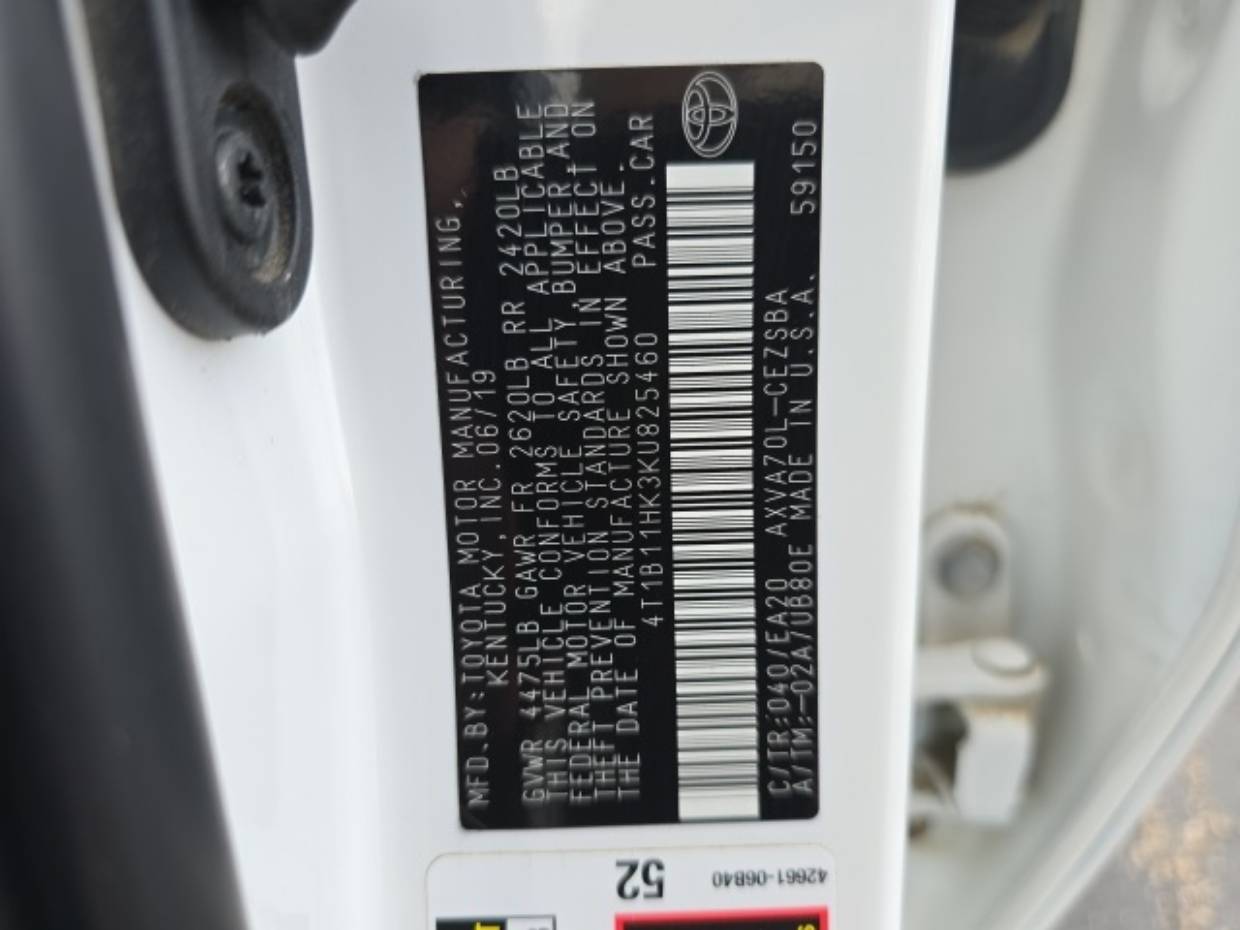 MFD.BY:TOYOTA MOTOR MANUFACTURING,
KENTUCKY,INC.06/19
GVWR 4475LB GAWR FR 2620LB RR 2420LB
THIS VEHICLE CONFORMS TO ALL APPLICABLE
FEDERAL MOTOR VEHICLE SAFETY,BUMPER,AND
THEFT PREVENTION STANDARDS IN EFFECT ON
THE DATE OF MANUFACTURE SHOWN ABOVE.
4T1B11HK3KU825460 PASS.CAR
C/TR:040/EA20 AXVA70L-CEZSBA
A/TM:-02A/UB80E MADE IN U.S.A. 59150
52
42661-06B40